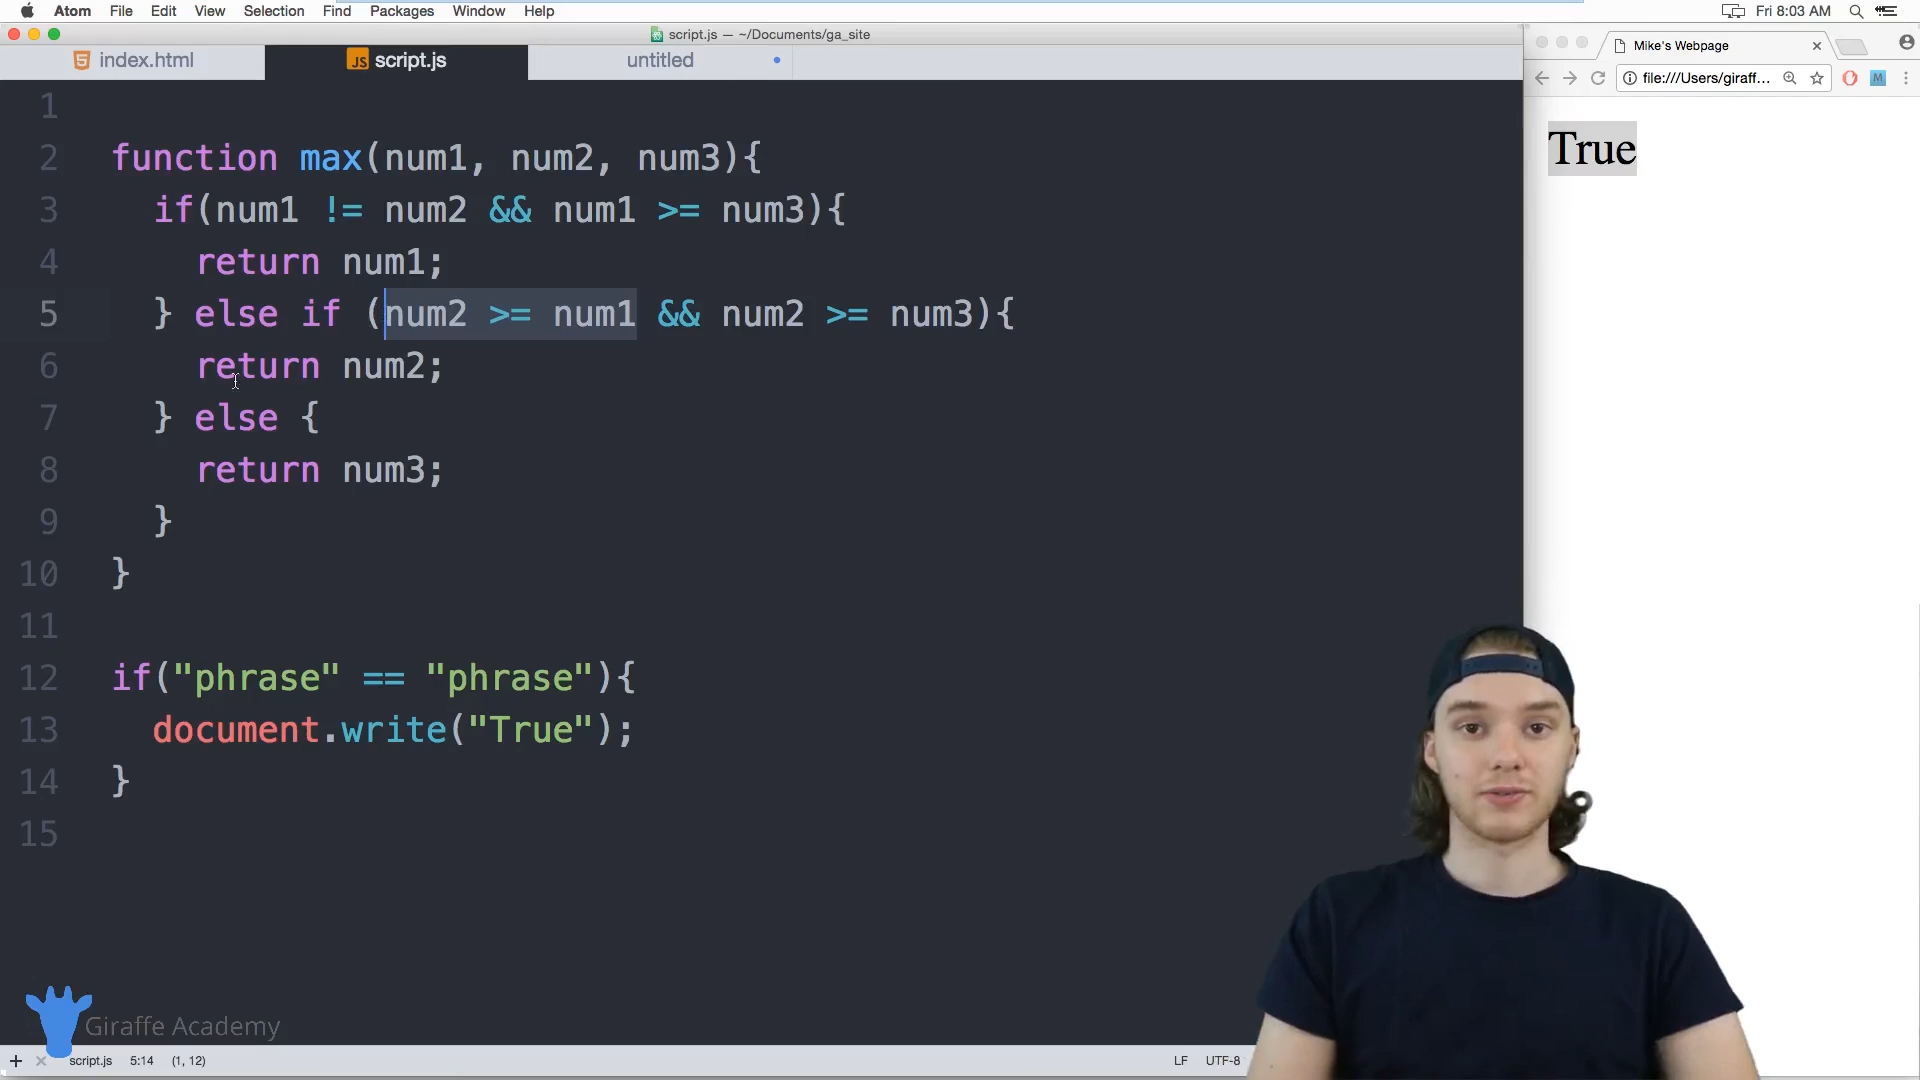 Atom File Edit View Selection Find Packages Window Help Fri 8:03 AM
script.js — ~/Documents/ga_site
index.html script.js untitled
Mike's Webpage
file:///Users/giraff...
True
1
2 function max(num1, num2, num3){
3 if(num1 != num2 && num1 >= num3){
4 return num1;
5 } else if (num2 >= num1 && num2 >= num3){
6 return num2;
7 } else {
8 return num3;
9 }
10 }
11
12 if("phrase" == "phrase"){
13 document.write("True");
14 }
15
Giraffe Academy
script.js 5:14 (1, 12) LF UTF-8